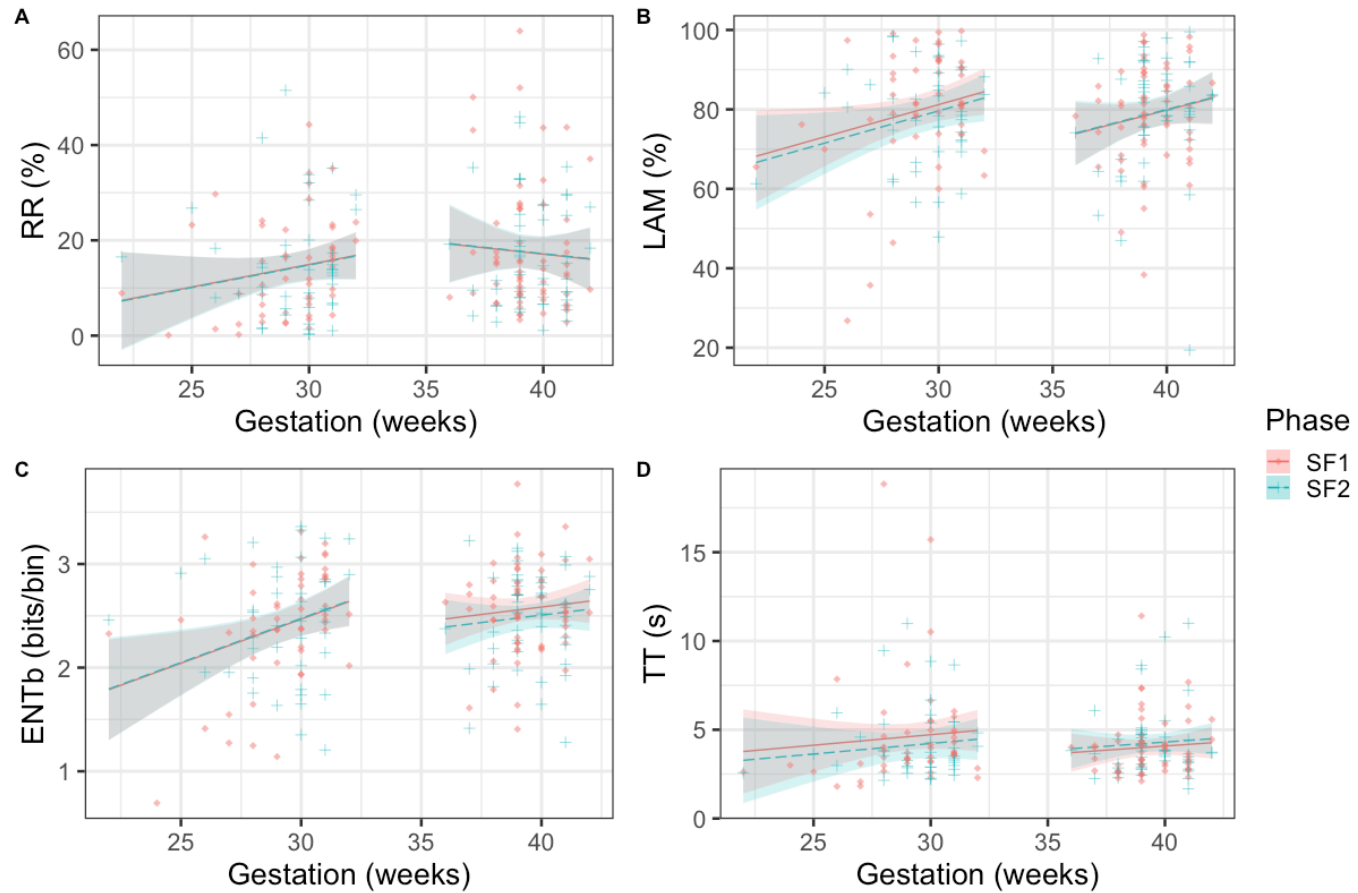 A
60
40
20
0
RR (%)
25 30 35 40
Gestation (weeks)
B
100
80
60
40
20
LAM (%)
25 30 35 40
Gestation (weeks)
C
3
2
1
ENTb (bits/bin)
25 30 35 40
Gestation (weeks)
D
15
10
5
0
TT (s)
25 30 35 40
Gestation (weeks)
Phase
SF1
SF2